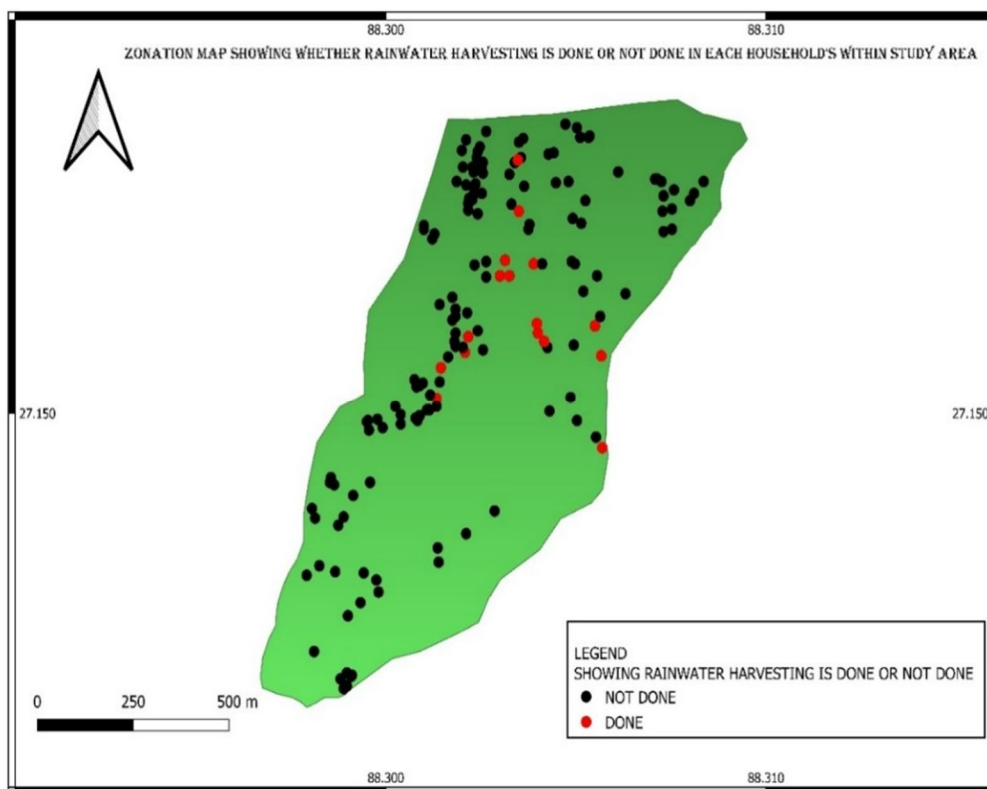 88.300 88.310
ZONATION MAP SHOWING WHETHER RAINWATER HARVESTING IS DONE OR NOT DONE IN EACH HOUSEHOLD'S WITHIN STUDY AREA
27.150 27.150
LEGEND
SHOWING RAINWATER HARVESTING IS DONE OR NOT DONE
NOT DONE
DONE
0 250 500 m
88.300 88.310